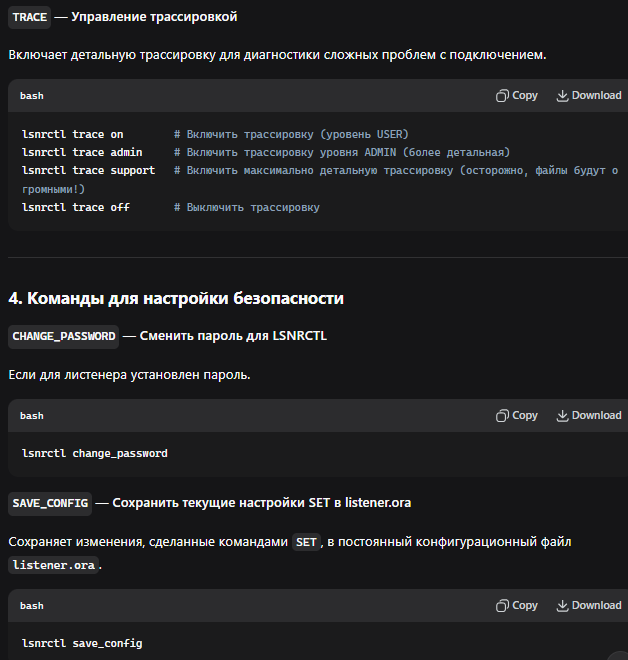 TRACE — Управление трассировкой
Включает детальную трассировку для диагностики сложных проблем с подключением.
bash Copy Download
lsnrctl trace on # Включить трассировку (уровень USER)
lsnrctl trace admin # Включить трассировку уровня ADMIN (более детальная)
lsnrctl trace support # Включить максимально детальную трассировку (осторожно, файлы будут о
громными!)
lsnrctl trace off # Выключить трассировку
4. Команды для настройки безопасности
CHANGE_PASSWORD — Сменить пароль для LSNRCTL
Если для листенера установлен пароль.
bash Copy Download
lsnrctl change_password
SAVE_CONFIG — Сохранить текущие настройки SET в listener.ora
Сохраняет изменения, сделанные командами SET, в постоянный конфигурационный файл
listener.ora.
bash Copy Download
lsnrctl save_config